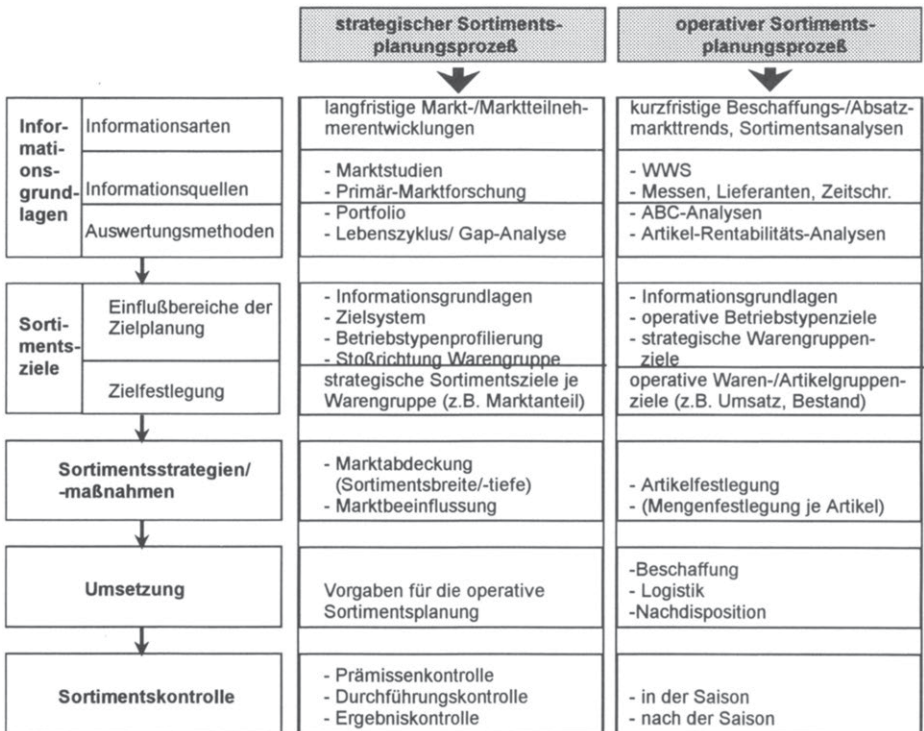 strategischer Sortiments-
planungsprozeß
operativer Sortiments-
planungsprozeß
Infor-
mati-
ons-
grund-
lagen
Informationsarten
langfristige Markt-/Marktteilneh-
merentwicklungen
kurzfristige Beschaffungs-/Absatz-
markttrends, Sortimentsanalysen
Informationsquellen
- Marktstudien
- Primär-Marktforschung
- WWS
- Messen, Lieferanten, Zeitschr.
Auswertungsmethoden
- Portfolio
- Lebenszyklus/ Gap-Analyse
- ABC-Analysen
- Artikel-Rentabilitäts-Analysen
Sorti-
ments-
ziele
Einflußbereiche der
Zielplanung
- Informationsgrundlagen
- Zielsystem
- Betriebstypenprofilierung
- Stoßrichtung Warengruppe
- Informationsgrundlagen
- operative Betriebstypenziele
- strategische Warengruppen-
ziele
Zielfestlegung
strategische Sortimentsziele je
Warengruppe (z.B. Marktanteil)
operative Waren-/Artikelgruppen-
ziele (z.B. Umsatz, Bestand)
Sortimentsstrategien/
-maßnahmen
- Marktabdeckung
(Sortimentsbreite/-tiefe)
- Marktbeeinflussung
- Artikelfestlegung
- (Mengenfestlegung je Artikel)
Umsetzung
Vorgaben für die operative
Sortimentsplanung
-Beschaffung
- Logistik
-Nachdisposition
Sortimentskontrolle
- Prämissenkontrolle
- Durchführungskontrolle
- Ergebniskontrolle
- in der Saison
- nach der Saison